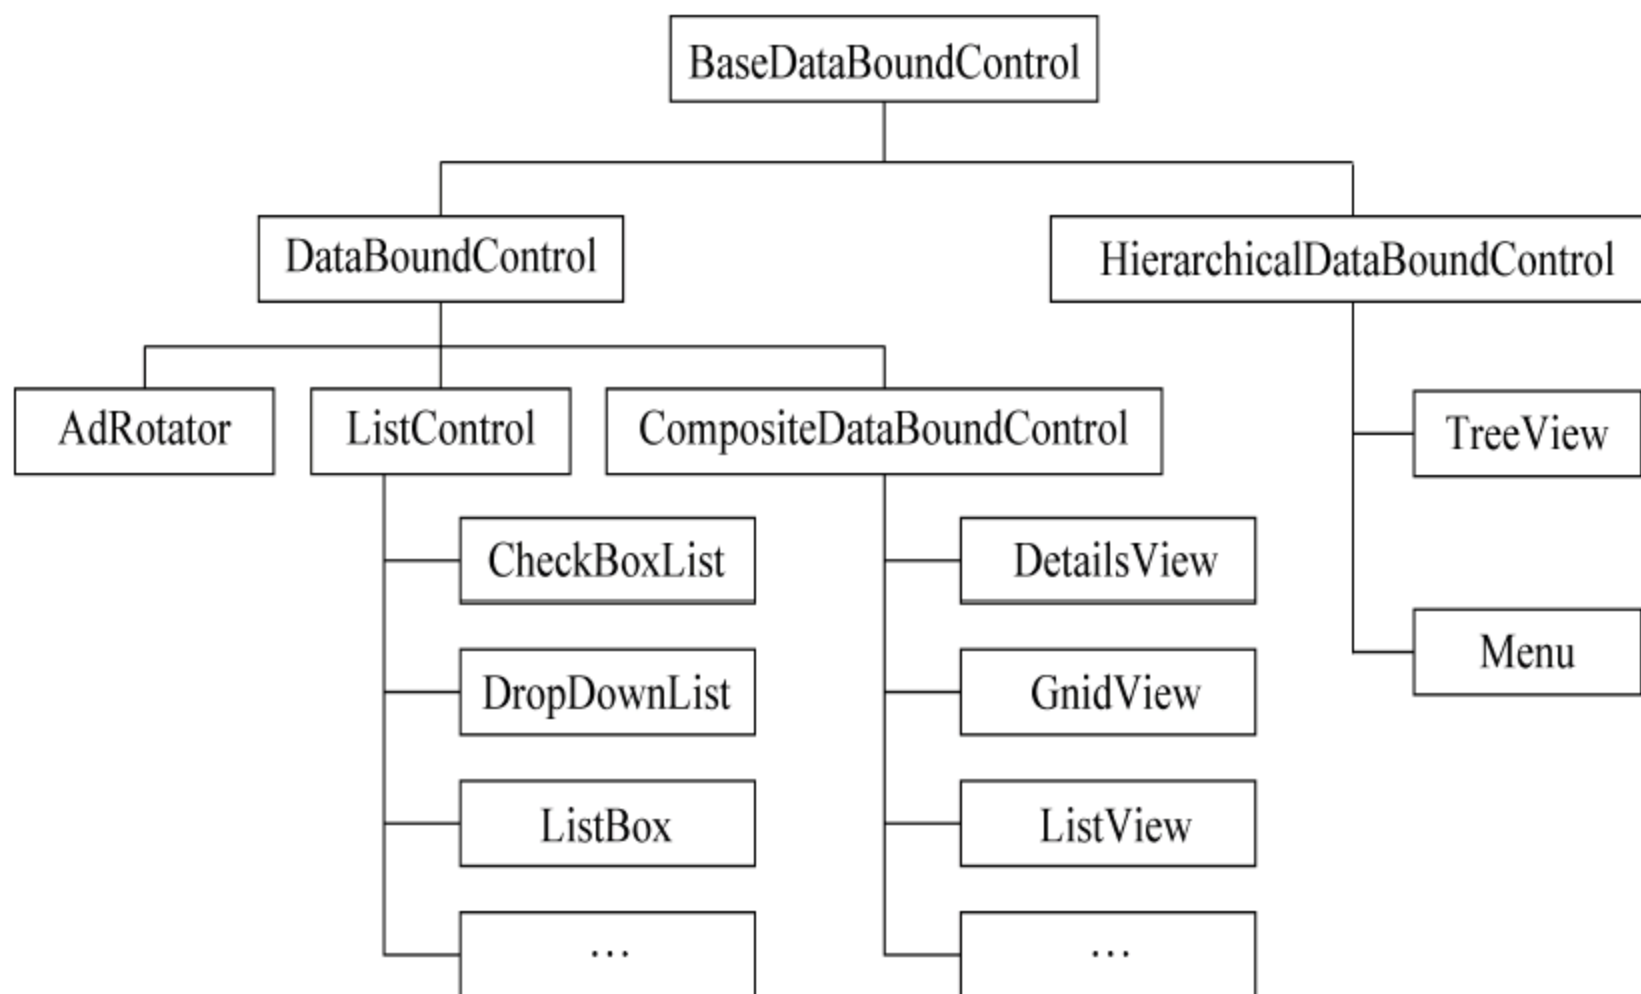 BaseDataBoundControl
DataBoundControl
HierarchicalDataBoundControl
AdRotator
ListControl
CompositeDataBoundControl
TreeView
CheckBoxList
DetailsView
Menu
DropDownList
GnidView
ListBox
ListView
…
…